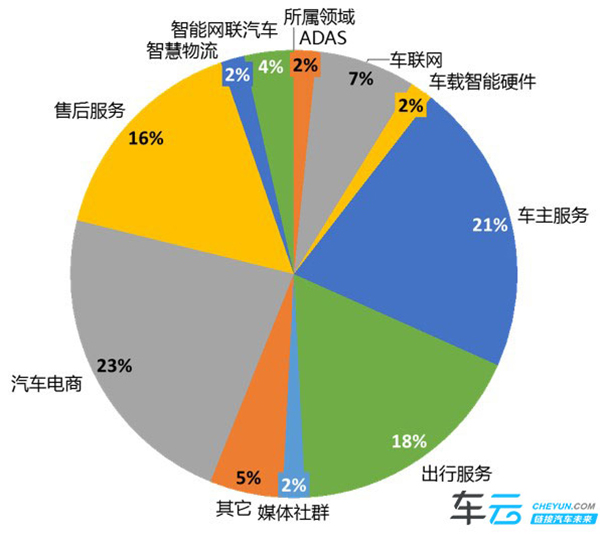 所属领域
智能网联汽车
ADAS
智慧物流
车联网
2%
4%
2%
7%
车载智能硬件
2%
售后服务
16%
21%
车主服务
23%
汽车电商
18%
出行服务
5%
2%
其它
媒体社群
车云
CHEYUN.COM
链接汽车未来